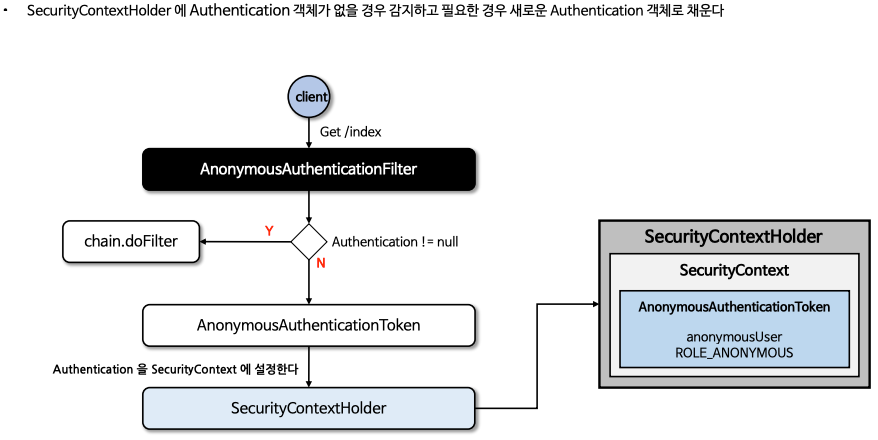 • SecurityContextHolder 에 Authentication 객체가 없을 경우 감지하고 필요한 경우 새로운 Authentication 객체로 채운다
client
Get /index
AnonymousAuthenticationFilter
Y
chain.doFilter
Authentication != null
N
AnonymousAuthenticationToken
Authentication 을 SecurityContext 에 설정한다
SecurityContextHolder
SecurityContextHolder
SecurityContext
AnonymousAuthenticationToken
anonymousUser
ROLE_ANONYMOUS